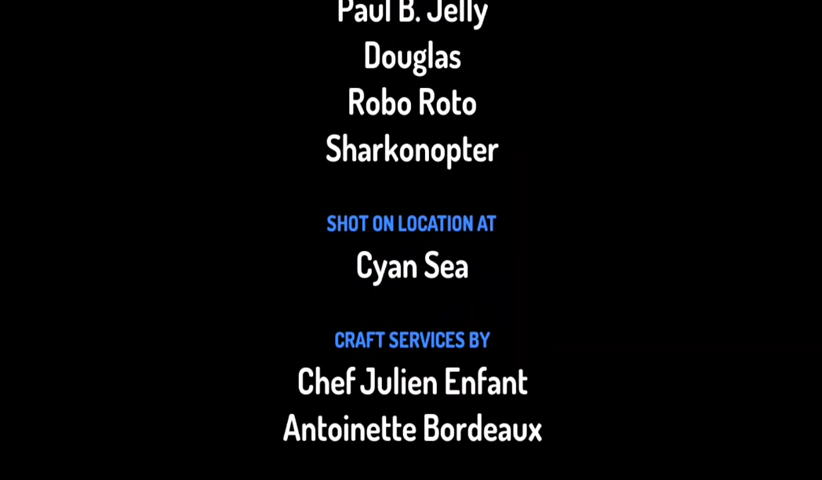 Paul B. Jelly
Douglas
Robo Roto
Sharkonopter
SHOT ON LOCATION AT
Cyan Sea
CRAFT SERVICES BY
Chef Julien Enfant
Antoinette Bordeaux